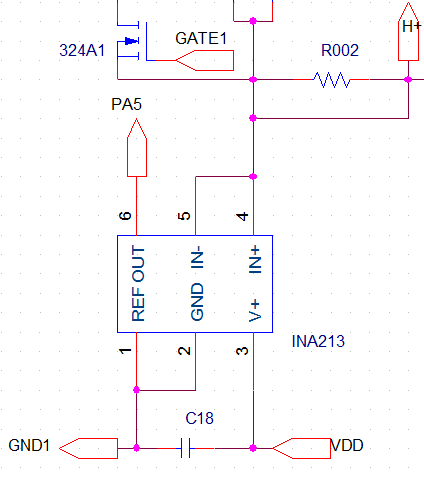 H+
GATE1
324A1
R002
PA5
6
5
4
REF OUT
GND IN-
V+ IN+
1
2
3
INA213
C18
GND1
VDD